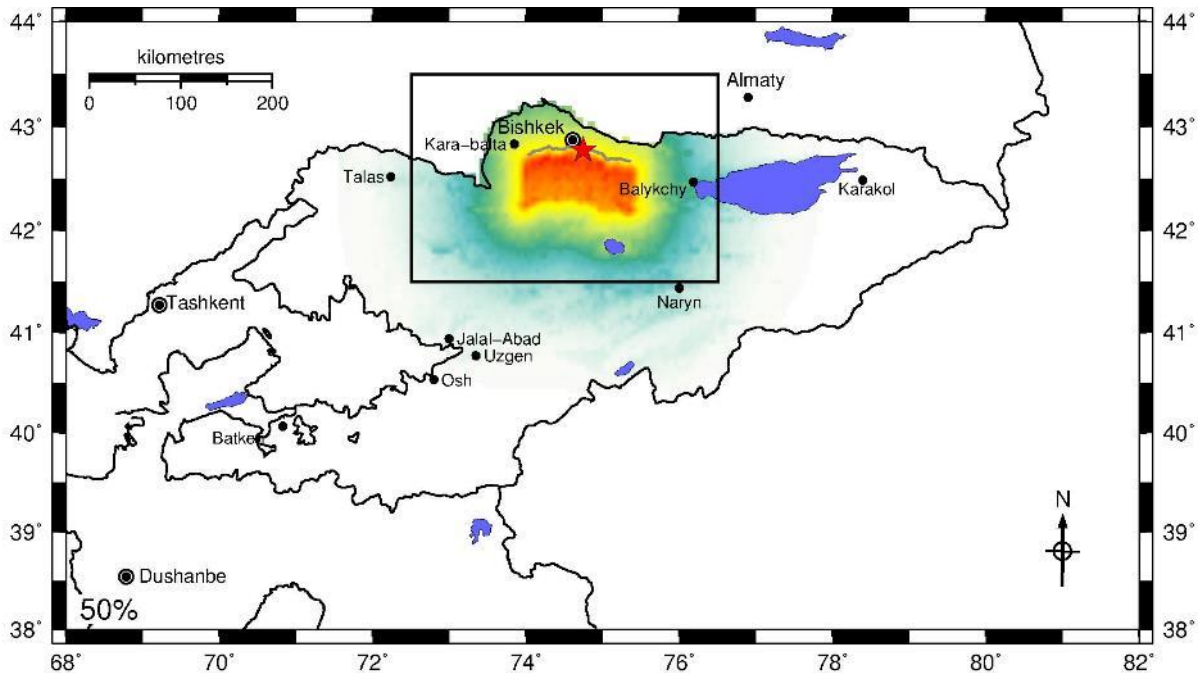 44° 44°
kilometres
0 100 200
Almaty
43° 43°
Bishkek
Kara-balta
Talas
Balykchy
Karakol
42° 42°
Tashkent
Naryn
41° 41°
Jalal-Abad
Uzgen
Osh
40° 40°
Batken
39° 39°
N
Dushanbe
50%
38° 38°
68° 70° 72° 74° 76° 78° 80° 82°